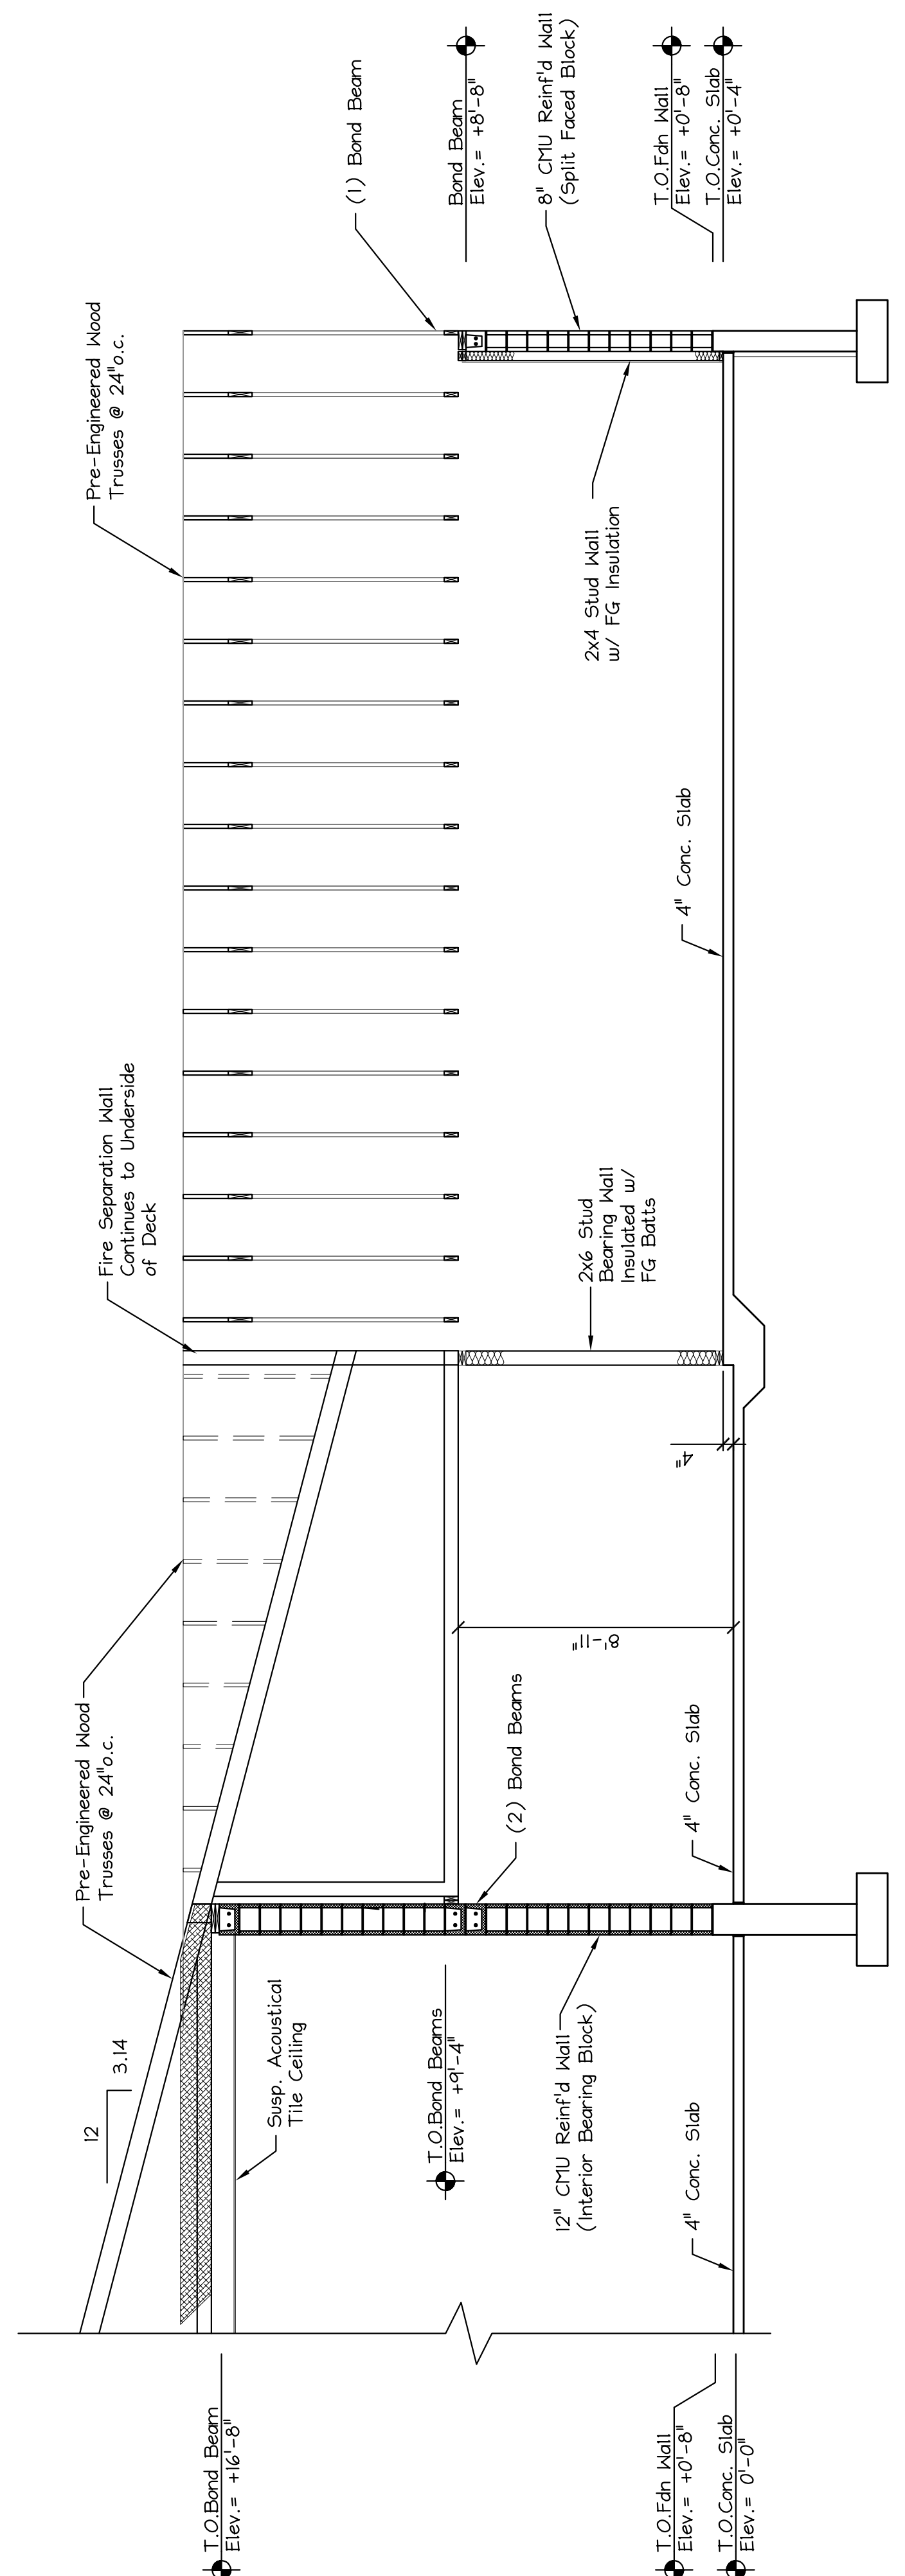 12
3.14
Pre-Engineered Wood
Trusses @ 24"o.c.
Fire Separation Wall
Continues to Underside
of Deck
Pre-Engineered Wood
Trusses @ 24"o.c.
(1) Bond Beam
T.O.Bond Beam
Elev.= +16'-8"
Susp. Acoustical
Tile Ceiling
T.O.Bond Beams
Elev.= +9'-4"
(2) Bond Beams
8'-11"
2x6 Stud
Bearing Wall
Insulated w/
FG Batts
2x4 Stud Wall
w/ FG Insulation
Bond Beam
Elev.= +8'-8"
8" CMU Reinf'd Wall
(Split Faced Block)
12" CMU Reinf'd Wall
(Interior Bearing Block)
T.O.Fdn Wall
Elev.= +0'-8"
T.O.Conc. Slab
Elev.= 0'-0"
4" Conc. Slab
4" Conc. Slab
4"
4" Conc. Slab
T.O.Fdn Wall
Elev.= +0'-8"
T.O.Conc. Slab
Elev.= +0'-4"